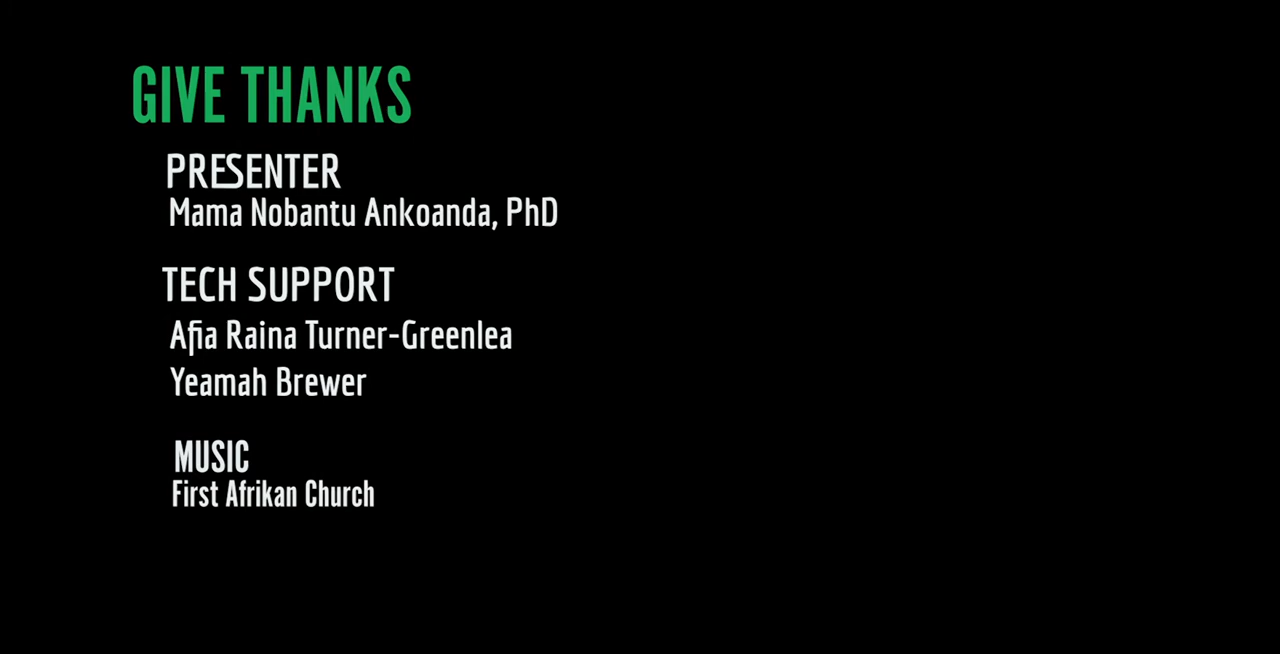 GIVE THANKS
PRESENTER
Mama Nobantu Ankoanda, PhD
TECH SUPPORT
Afia Raina Turner-Greenlea
Yeamah Brewer
MUSIC
First Afrikan Church